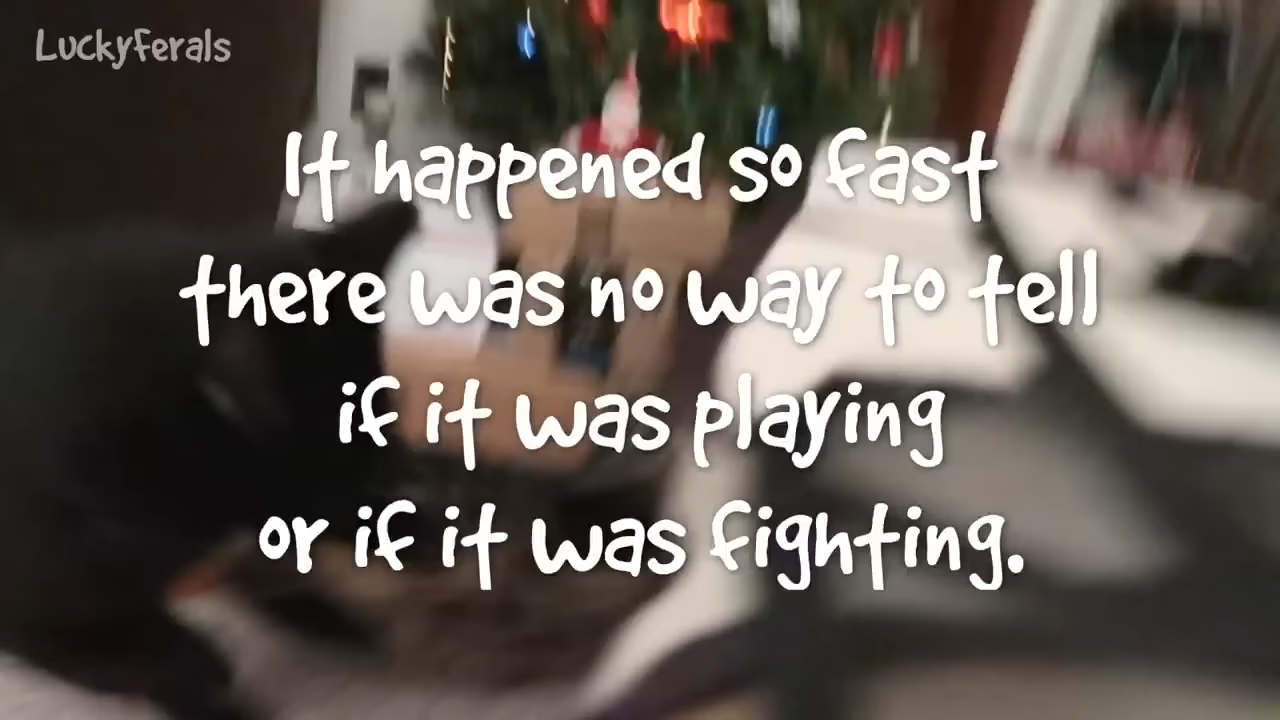 Luckyferals
It happened so fast
there was no way to tell
if it was playing
or if it was fighting.